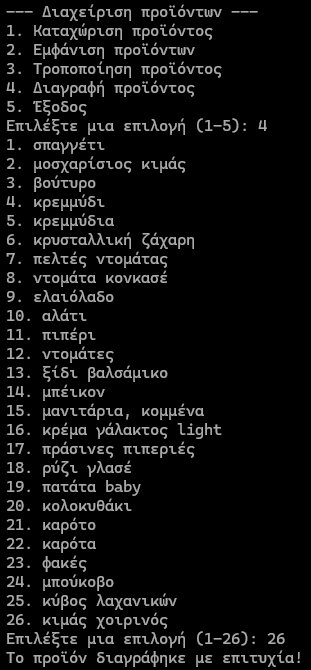 --- Διαχείριση προϊόντων ---
1. Καταχώριση προϊόντος
2. Εμφάνιση προϊόντων
3. Τροποποίηση προϊόντος
4. Διαγραφή προϊόντος
5. Έξοδος
Επιλέξτε μια επιλογή (1-5): 4
1. σπαγγέτι
2. μοσχαρίσιος κιμάς
3. βούτυρο
4. κρεμμύδι
5. κρεμμύδια
6. κρυσταλλική ζάχαρη
7. πελτές ντομάτας
8. ντομάτα κονκασέ
9. ελαιόλαδο
10. αλάτι
11. πιπέρι
12. ντομάτες
13. ξίδι βαλσάμικο
14. μπέικον
15. μανιτάρια, κομμένα
16. κρέμα γάλακτος light
17. πράσινες πιπεριές
18. ρύζι γλασέ
19. πατάτα baby
20. κολοκυθάκι
21. καρότο
22. καρότα
23. φακές
24. μπούκοβο
25. κύβος λαχανικών
26. κιμάς χοιρινός
Επιλέξτε μια επιλογή (1-26): 26
Το προϊόν διαγράφηκε με επιτυχία!